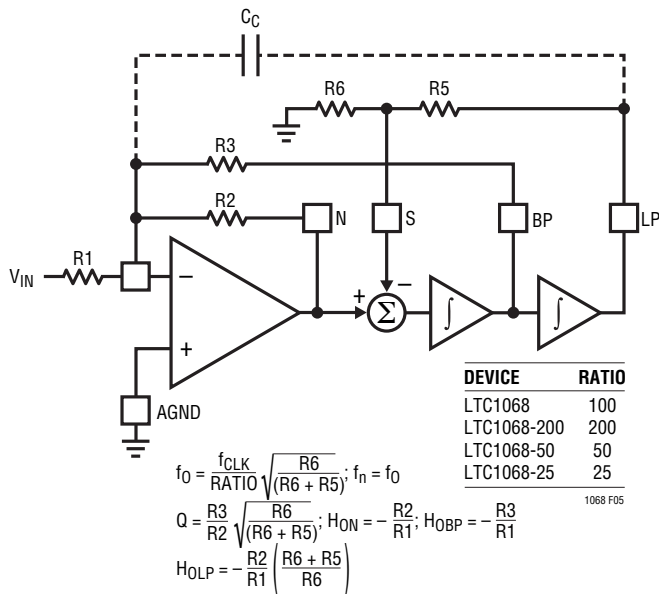 C_C
R6
R5
R3
R2
N
S
BP
LP
R1
V_IN
−
+
+
−
Σ
∫
∫
AGND
DEVICE RATIO
LTC1068 100
LTC1068-200 200
LTC1068-50 50
LTC1068-25 25
1068 F05
f_O = f_CLK/RATIO √(R6/(R6 + R5)); f_n = f_O
Q = R3/R2 √(R6/(R6 + R5)); H_ON = − R2/R1; H_OBP = − R3/R1
H_OLP = − R2/R1 ((R6 + R5)/R6)